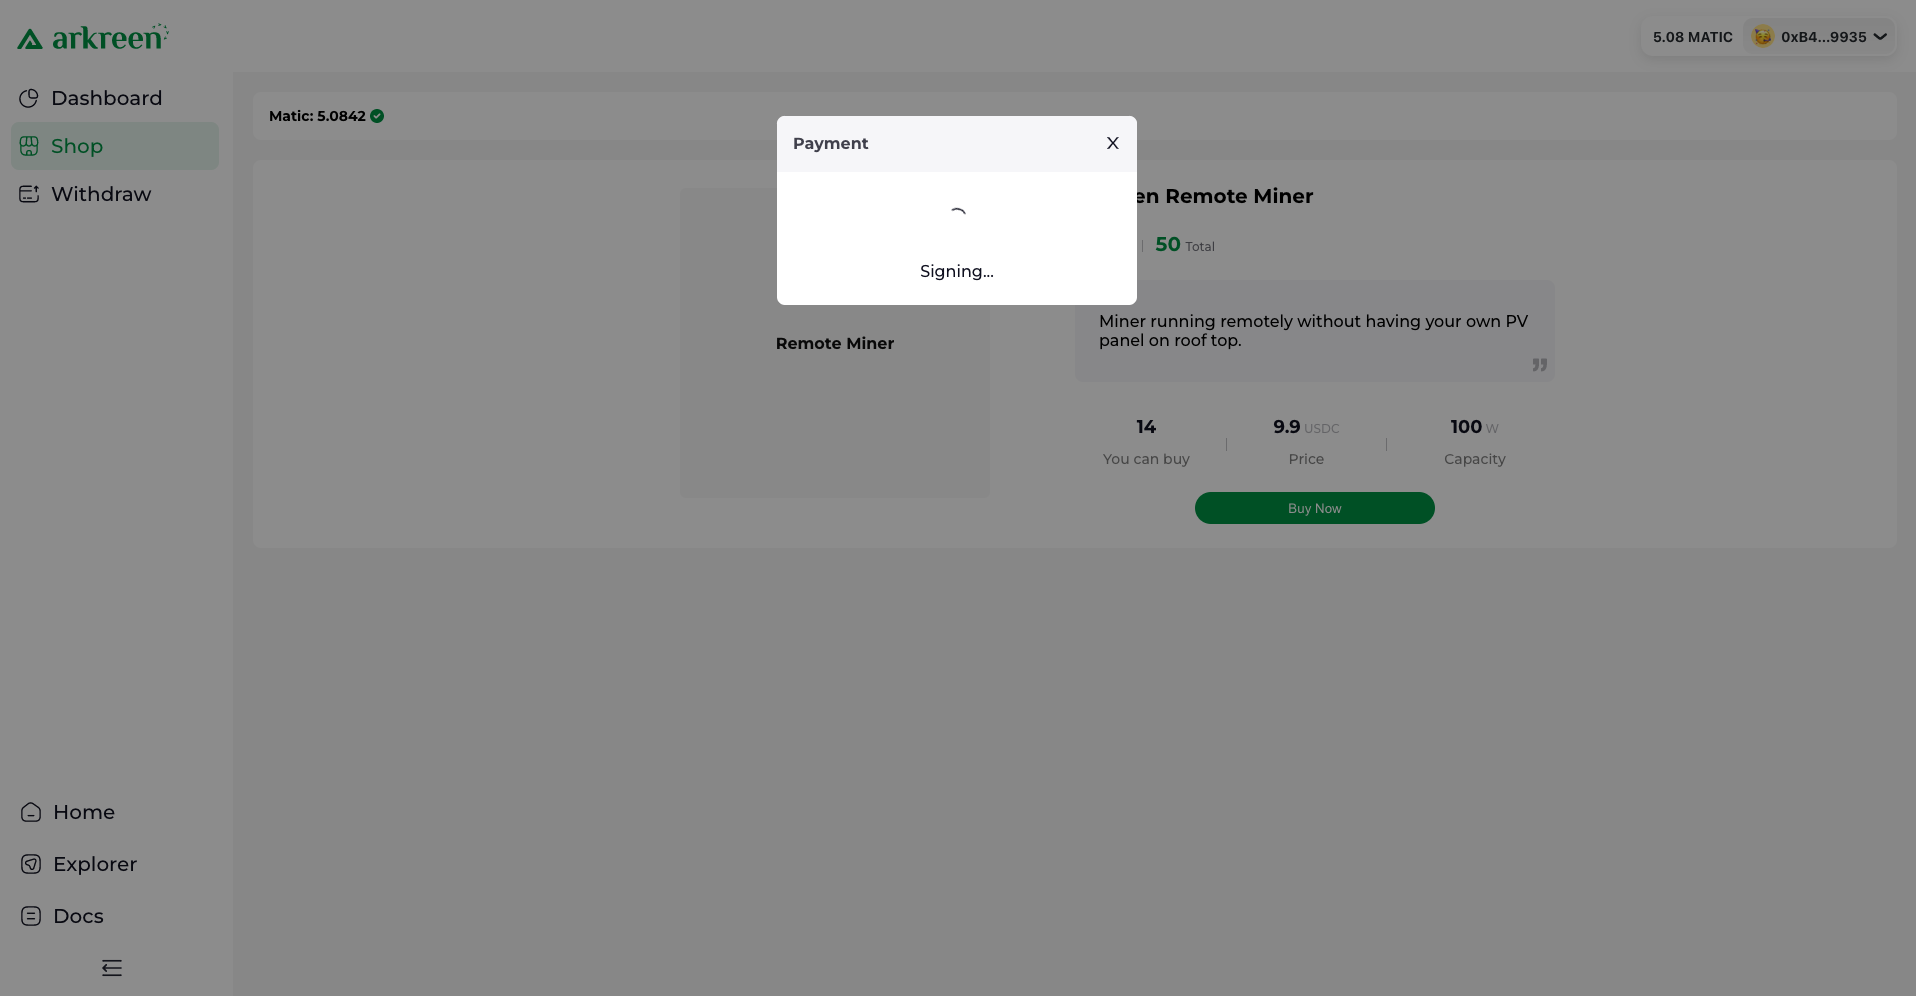 arkreen
5.08 MATIC
0xB4...9935
Dashboard
Shop
Withdraw
Matic: 5.0842
Payment
X
Signing...
en Remote Miner
50 Total
Remote Miner
Miner running remotely without having your own PV
panel on roof top.
14
You can buy
9.9 USDC
Price
100 W
Capacity
Buy Now
Home
Explorer
Docs